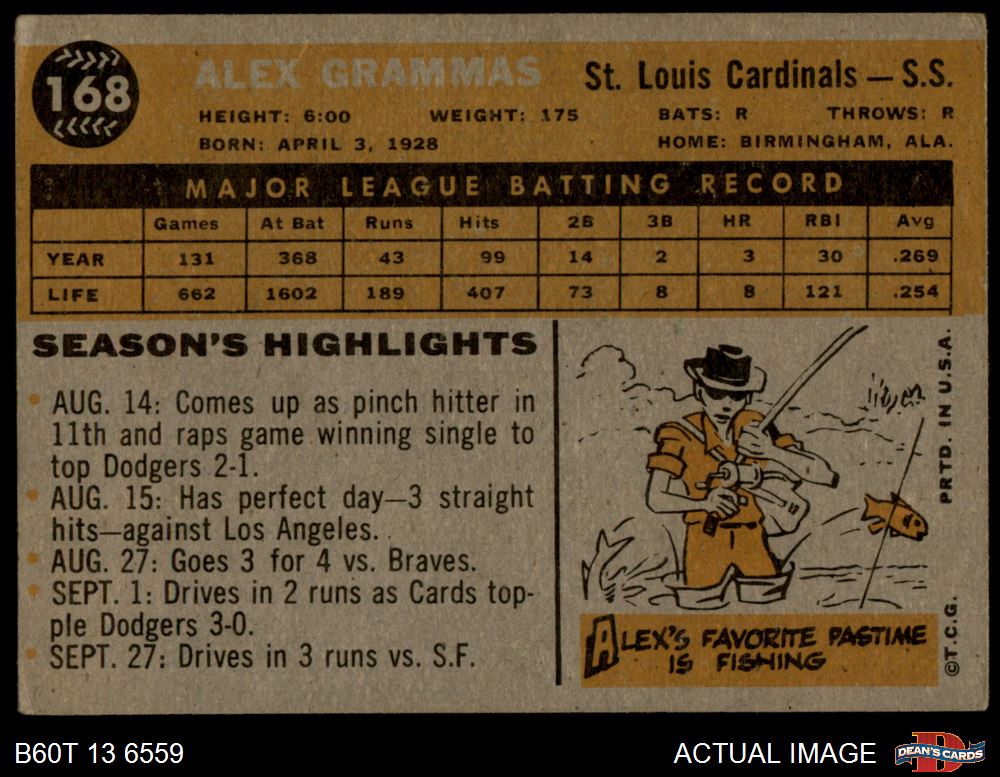 168
ALEX GRAMMAS
St. Louis Cardinals — S.S.
HEIGHT: 6:00 WEIGHT: 175 BATS: R THROWS: R
BORN: APRIL 3, 1928 HOME: BIRMINGHAM, ALA.
MAJOR LEAGUE BATTING RECORD
Games At Bat Runs Hits 2B 3B HR RBI Avg
YEAR 131 368 43 99 14 2 3 30 .269
LIFE 662 1602 189 407 73 8 8 121 .254
SEASON'S HIGHLIGHTS
• AUG. 14: Comes up as pinch hitter in
11th and raps game winning single to
top Dodgers 2-1.
• AUG. 15: Has perfect day—3 straight
hits—against Los Angeles.
• AUG. 27: Goes 3 for 4 vs. Braves.
• SEPT. 1: Drives in 2 runs as Cards top-
ple Dodgers 3-0.
• SEPT. 27: Drives in 3 runs vs. S.F.
ALEX'S FAVORITE PASTIME
IS FISHING
©T.C.G. PRTD. IN U.S.A.
B60T 13 6559
ACTUAL IMAGE
DEAN'S CARDS